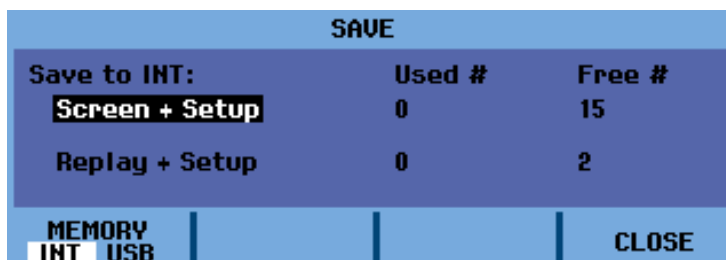 SAVE
Save to INT: Used # Free #
Screen + Setup 0 15
Replay + Setup 0 2
MEMORY
INT USB CLOSE